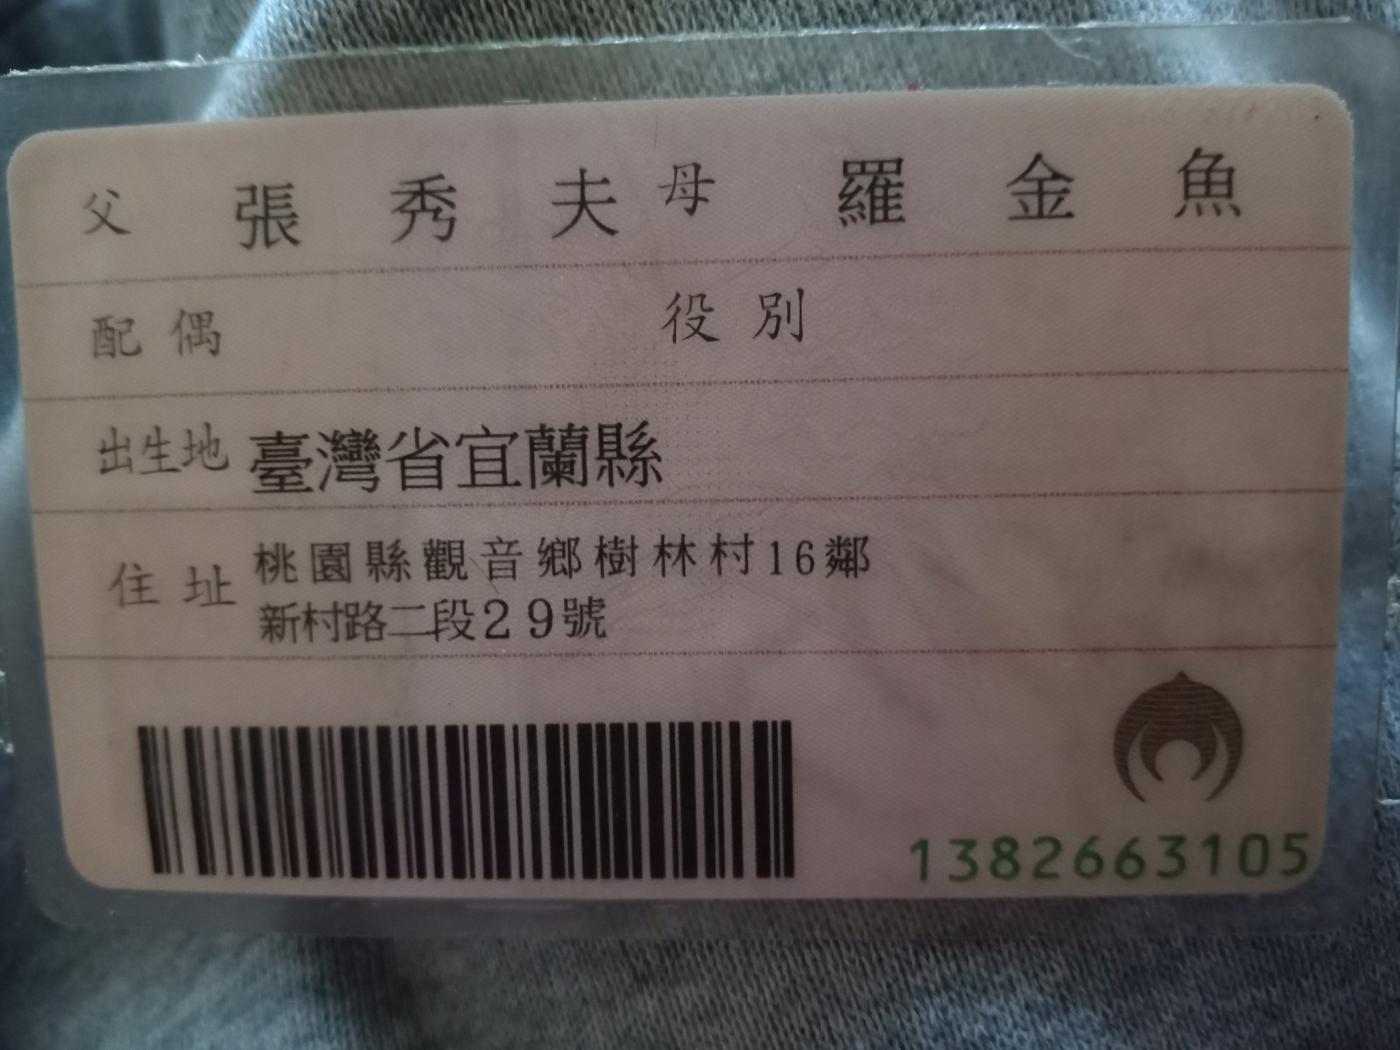 父 張秀夫 母 羅金魚
配偶 役別
出生地 臺灣省宜蘭縣
住址 桃園縣觀音鄉樹林村16鄰
新村路二段29號
1382663105